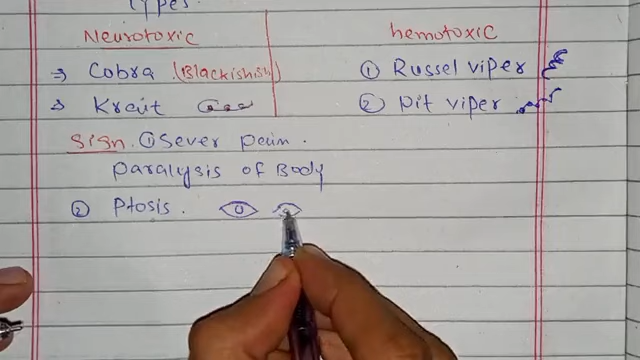 Types.
Neurotoxic
hemotoxic
⇒ Cobra (Blackishish)
① Russel viper
⇒ Krait
② Pit viper
Sign. ① Sever pain.
Paralysis of Body
② Ptosis.